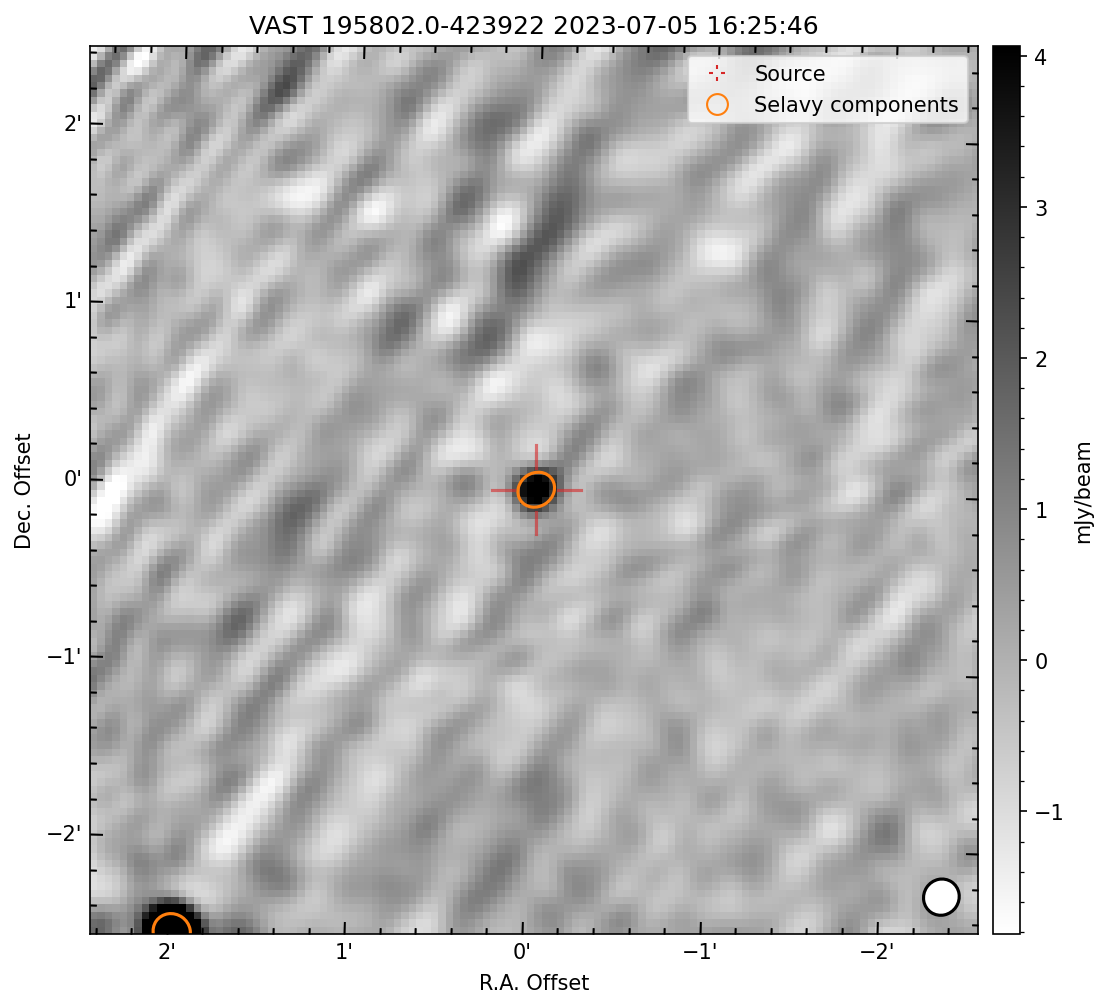 VAST 195802.0-423922 2023-07-05 16:25:46
Source
Selavy components
2'
1'
0'
−1'
−2'
Dec. Offset
2'
1'
0'
−1'
−2'
R.A. Offset
4
3
2
1
0
−1
mJy/beam